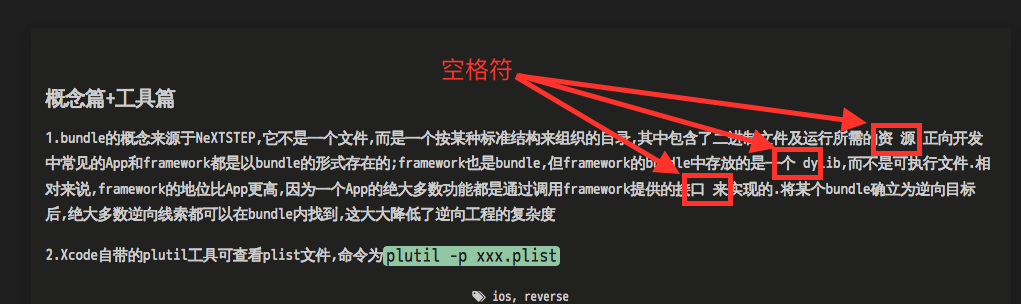 空格符
概念篇+工具篇
1.bundle的概念来源于NeXTSTEP,它不是一个文件,而是一个按某种标准结构来组织的目录,其中包含了二进制文件及运行所需的资 源.正向开发
中常见的App和framework都是以bundle的形式存在的;framework也是bundle,但framework的bundle中存放的是一个 dylib,而不是可执行文件.相
对来说,framework的地位比App更高,因为一个App的绝大多数功能都是通过调用framework提供的接口 来实现的.将某个bundle确立为逆向目标
后,绝大多数逆向线索都可以在bundle内找到,这大大降低了逆向工程的复杂度
2.Xcode自带的plutil工具可查看plist文件,命令为plutil -p xxx.plist
ios, reverse